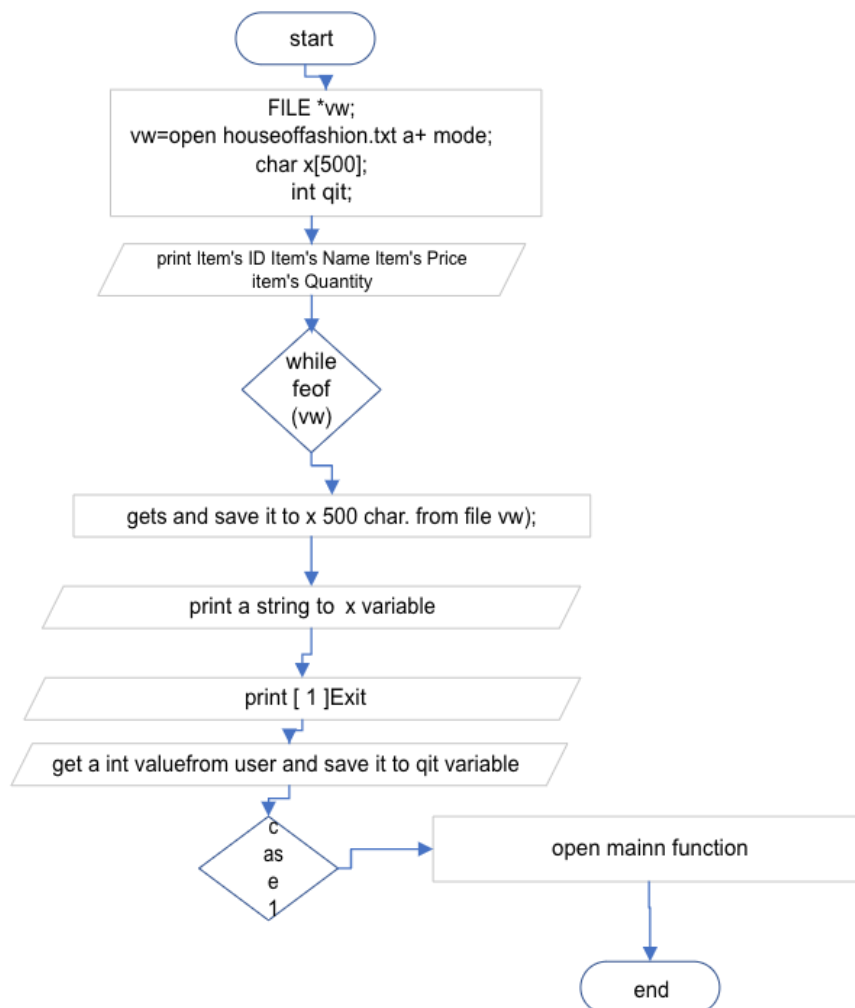 start
FILE *vw;
vw=open houseoffashion.txt a+ mode;
char x[500];
int qit;
print Item's ID Item's Name Item's Price
item's Quantity
while
feof
(vw)
gets and save it to x 500 char. from file vw);
print a string to x variable
print [ 1 ]Exit
get a int valuefrom user and save it to qit variable
c
as
e
1
open mainn function
end